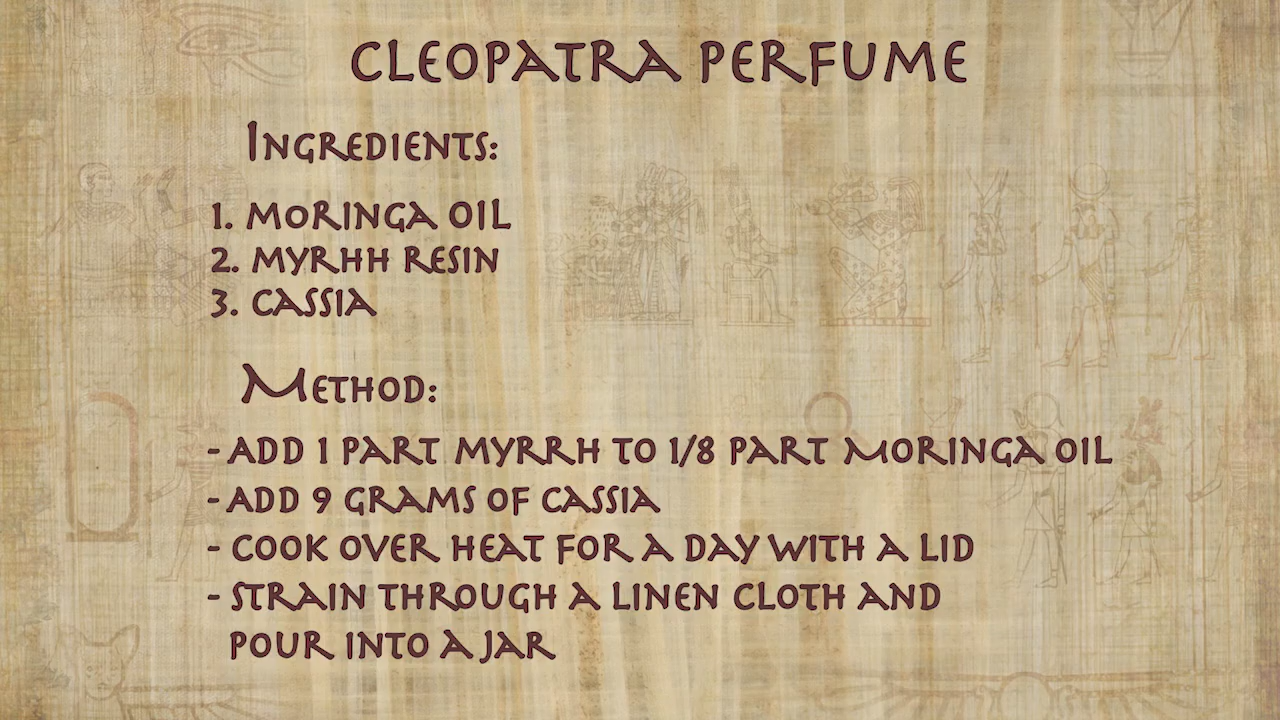 CLEOPATRA PERFUME
INGREDIENTS:
1. MORINGA OIL
2. MYRHH RESIN
3. CASSIA
METHOD:
- ADD 1 PART MYRRH TO 1/8 PART MORINGA OIL
- ADD 9 GRAMS OF CASSIA
- COOK OVER HEAT FOR A DAY WITH A LID
- STRAIN THROUGH A LINEN CLOTH AND
POUR INTO A JAR